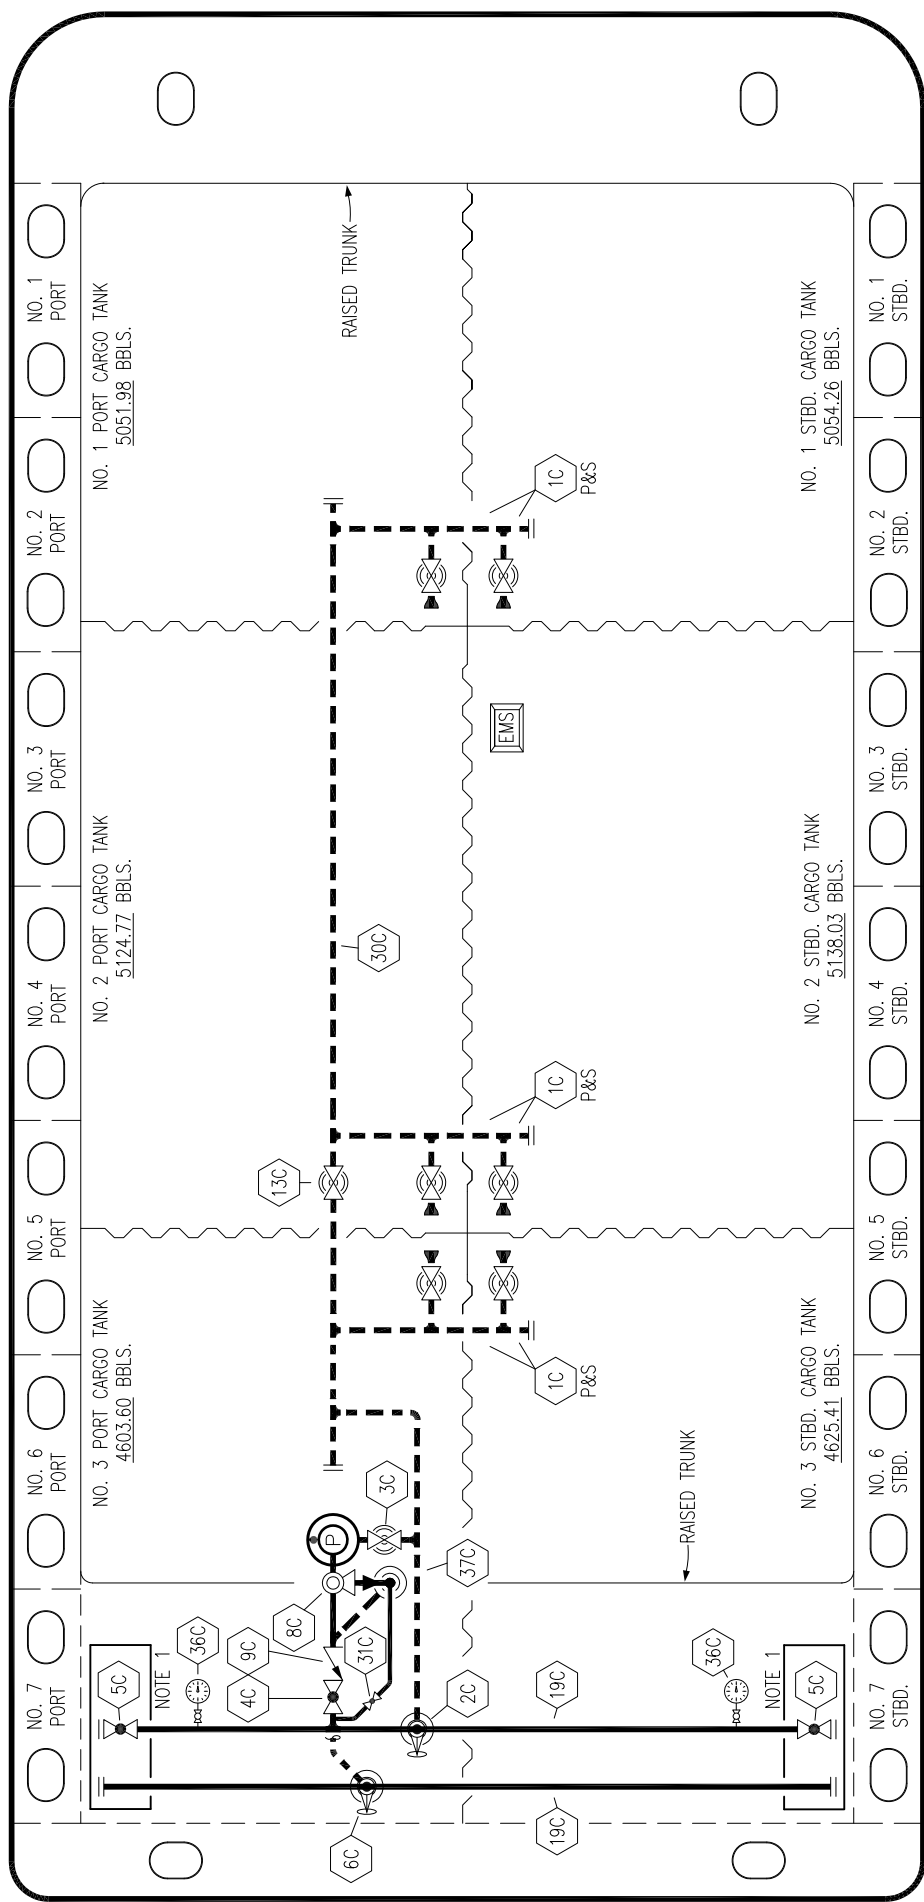 NO. 1
PORT
NO. 2
PORT
NO. 3
PORT
NO. 4
PORT
NO. 5
PORT
NO. 6
PORT
NO. 7
PORT
NO. 1 PORT CARGO TANK
5051.98 BBLS.
NO. 2 PORT CARGO TANK
5124.77 BBLS.
NO. 3 PORT CARGO TANK
4603.60 BBLS.
RAISED TRUNK
1C
P&S
EMS
30C
13C
1C
P&S
1C
P&S
3C
P
37C
8C
9C
4C
31C
36C
5C
NOTE 1
2C
19C
6C
19C
36C
NOTE 1
5C
RAISED TRUNK
NO. 1 STBD. CARGO TANK
5054.26 BBLS.
NO. 2 STBD. CARGO TANK
5138.03 BBLS.
NO. 3 STBD. CARGO TANK
4625.41 BBLS.
NO. 1
STBD.
NO. 2
STBD.
NO. 3
STBD.
NO. 4
STBD.
NO. 5
STBD.
NO. 6
STBD.
NO. 7
STBD.